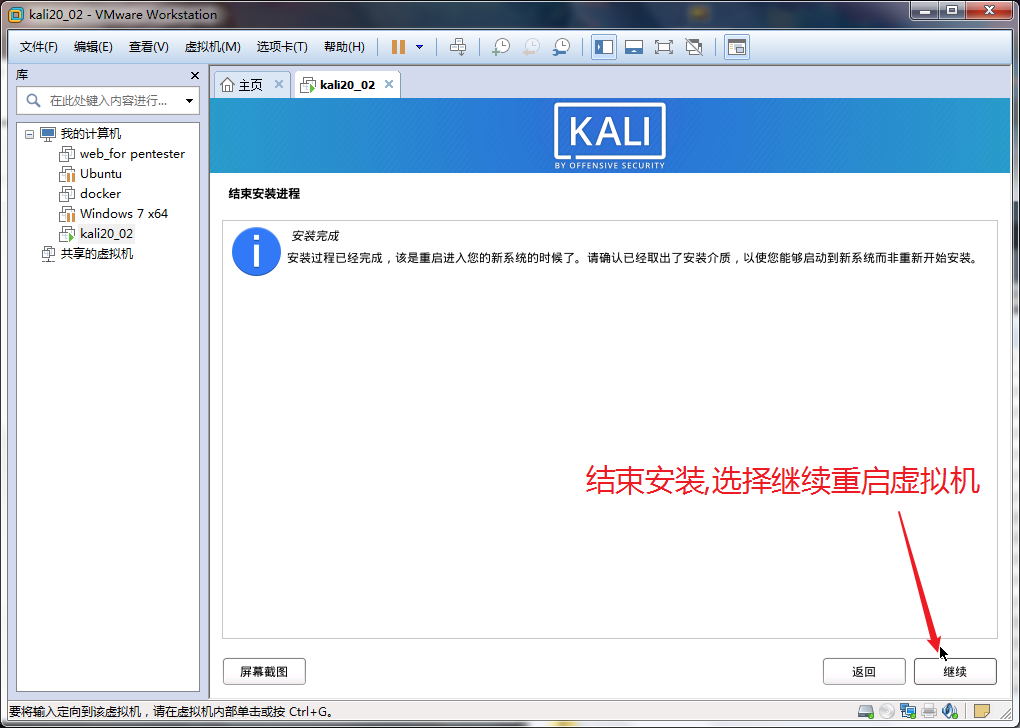 kali20_02 - VMware Workstation
文件(F) 编辑(E) 查看(V) 虚拟机(M) 选项卡(T) 帮助(H)
库
在此处键入内容进行...
我的计算机
web_for pentester
Ubuntu
docker
Windows 7 x64
kali20_02
共享的虚拟机
主页 kali20_02
KALI
BY OFFENSIVE SECURITY
结束安装进程
安装完成
安装过程已经完成，该是重启进入您的新系统的时候了。请确认已经取出了安装介质，以使您能够启动到新系统而非重新开始安装。
结束安装,选择继续重启虚拟机
屏幕截图 返回 继续
要将输入定向到该虚拟机，请在虚拟机内部单击或按 Ctrl+G。